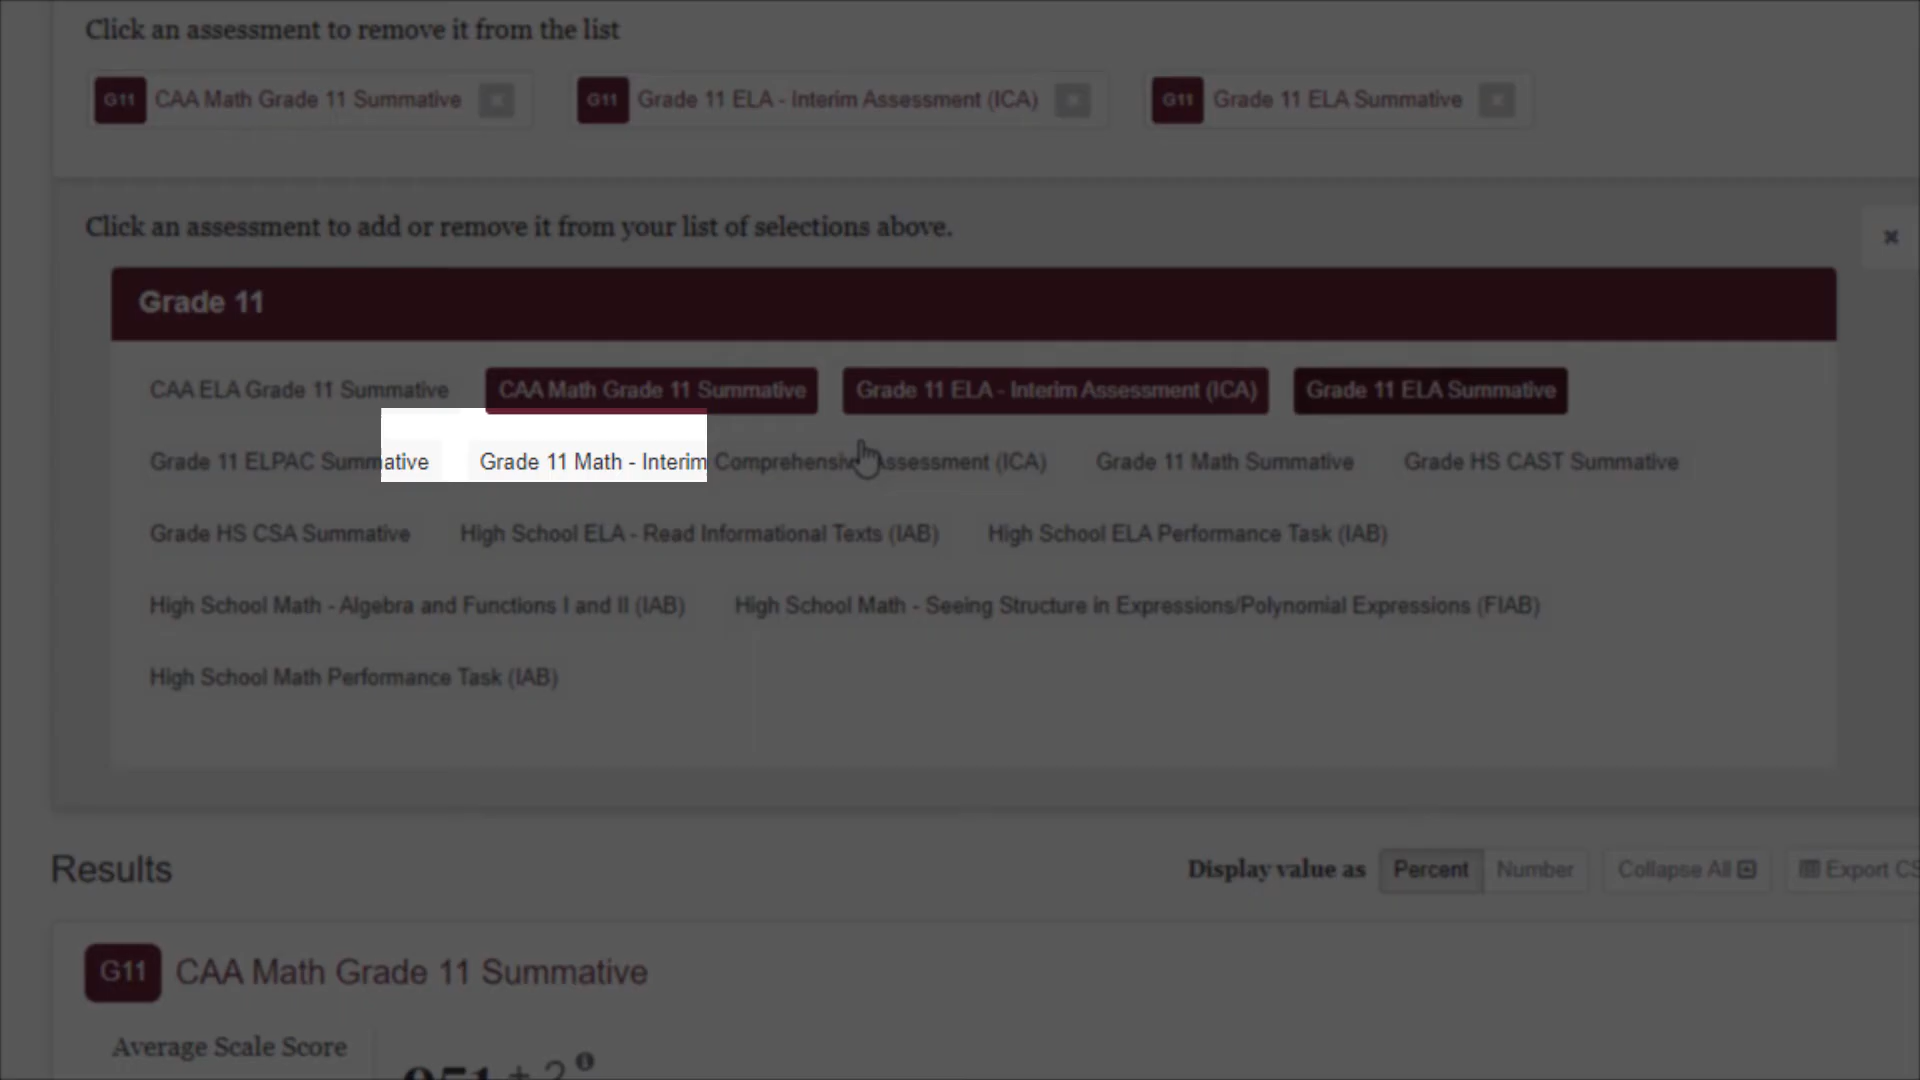 Click an assessment to remove it from the list
G11 CAA Math Grade 11 Summative G11 Grade 11 ELA - Interim Assessment (ICA) G11 Grade 11 ELA Summative
Click an assessment to add or remove it from your list of selections above.
Grade 11
CAA ELA Grade 11 Summative CAA Math Grade 11 Summative Grade 11 ELA - Interim Assessment (ICA) Grade 11 ELA Summative
Grade 11 ELPAC Summative Grade 11 Math - Interim Comprehensive Assessment (ICA) Grade 11 Math Summative Grade HS CAST Summative
Grade HS CSA Summative High School ELA - Read Informational Texts (IAB) High School ELA Performance Task (IAB)
High School Math - Algebra and Functions I and II (IAB) High School Math - Seeing Structure in Expressions/Polynomial Expressions (FIAB)
High School Math Performance Task (IAB)
Results Display value as Percent Number Collapse All Export CS
G11 CAA Math Grade 11 Summative
Average Scale Score